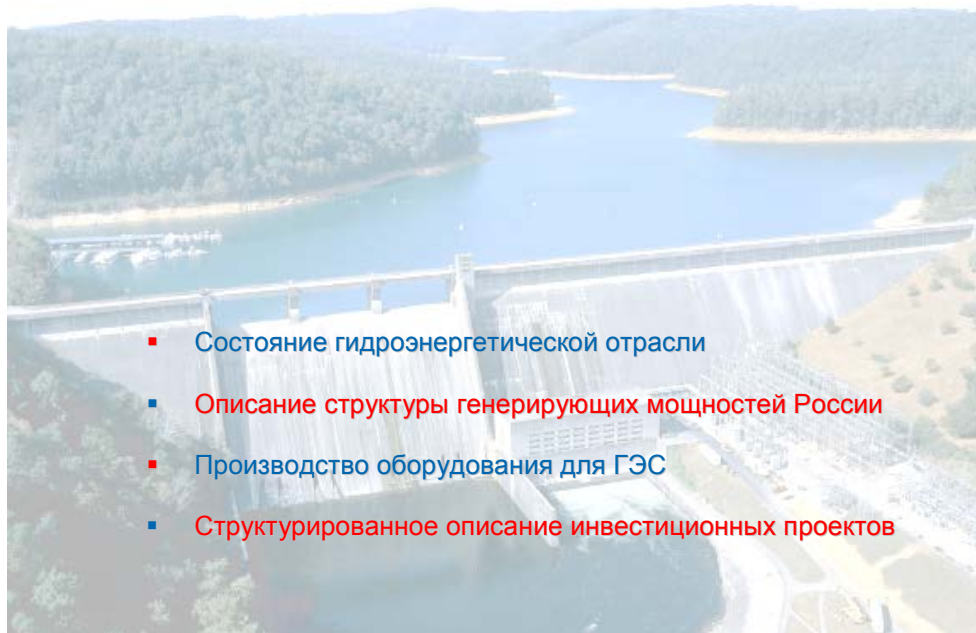 Состояние гидроэнергетической отрасли
Описание структуры генерирующих мощностей России
Производство оборудования для ГЭС
Структурированное описание инвестиционных проектов